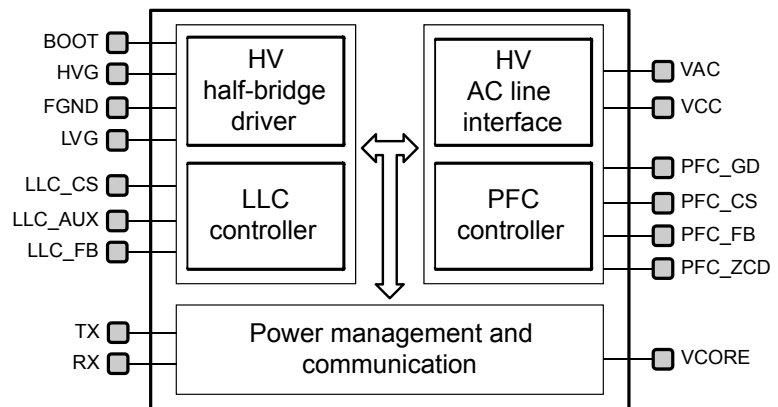 BOOT
HVG
FGND
LVG
LLC_CS
LLC_AUX
LLC_FB
TX
RX
HV
half-bridge
driver
LLC
controller
HV
AC line
interface
PFC
controller
Power management and
communication
VAC
VCC
PFC_GD
PFC_CS
PFC_FB
PFC_ZCD
VCORE